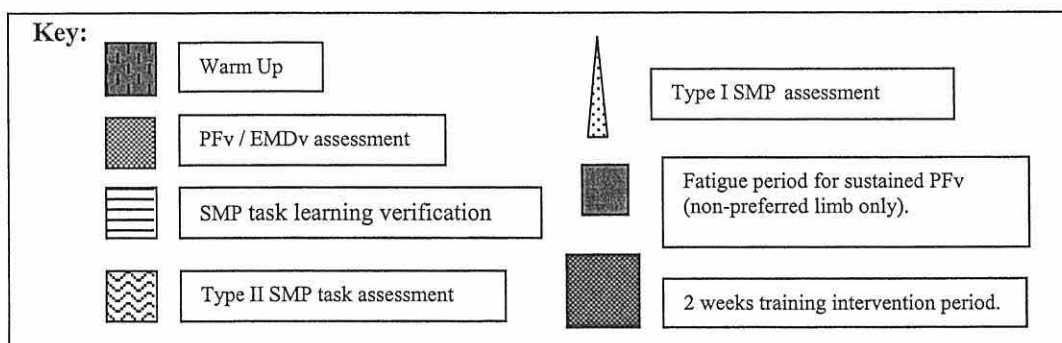 Key:
Warm Up
PFv / EMDv assessment
SMP task learning verification
Type II SMP task assessment
Type I SMP assessment
Fatigue period for sustained PFv
(non-preferred limb only).
2 weeks training intervention period.